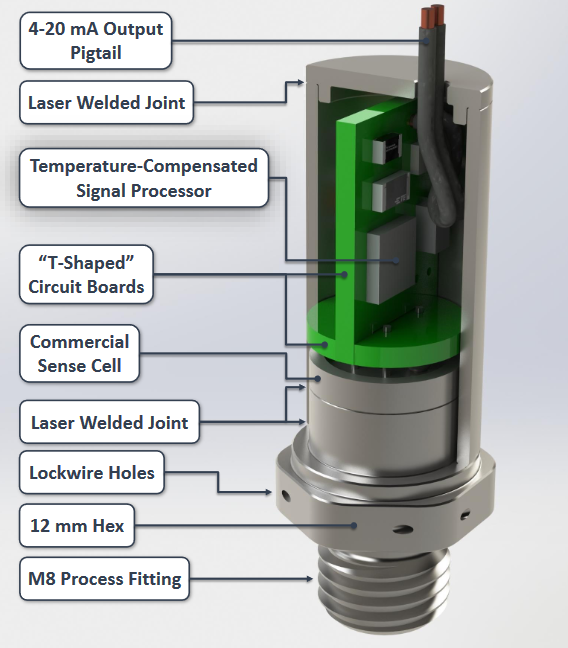 4-20 mA Output
Pigtail
Laser Welded Joint
Temperature-Compensated
Signal Processor
“T-Shaped”
Circuit Boards
Commercial
Sense Cell
Laser Welded Joint
Lockwire Holes
12 mm Hex
M8 Process Fitting